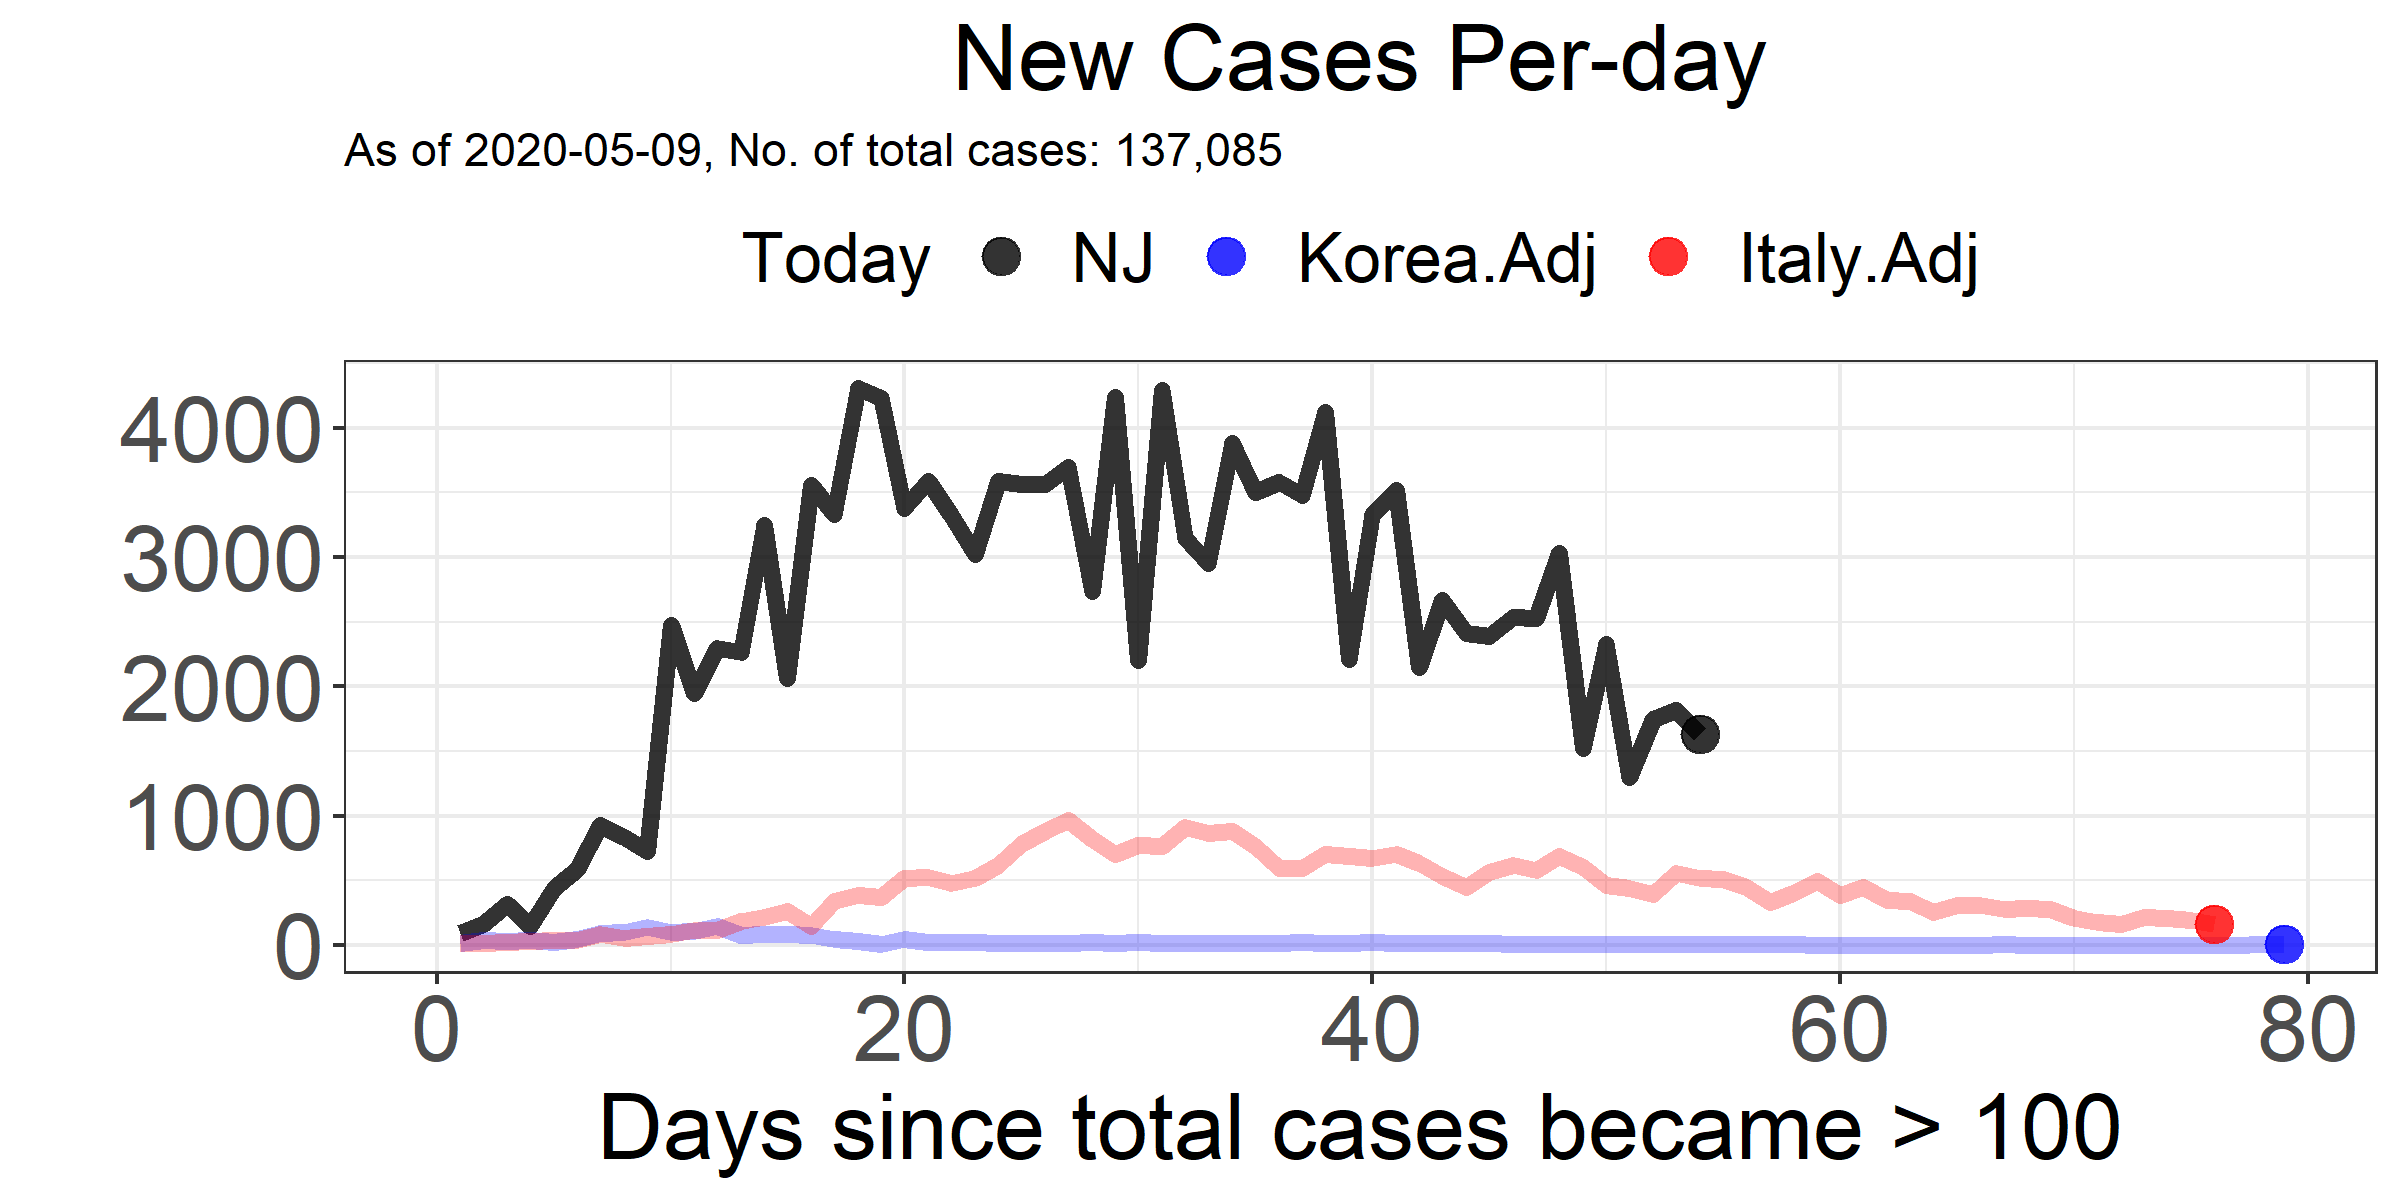 New Cases Per-day
As of 2020-05-09, No. of total cases: 137,085
Today NJ Korea.Adj Italy.Adj
4000
3000
2000
1000
0
0 20 40 60 80
Days since total cases became > 100